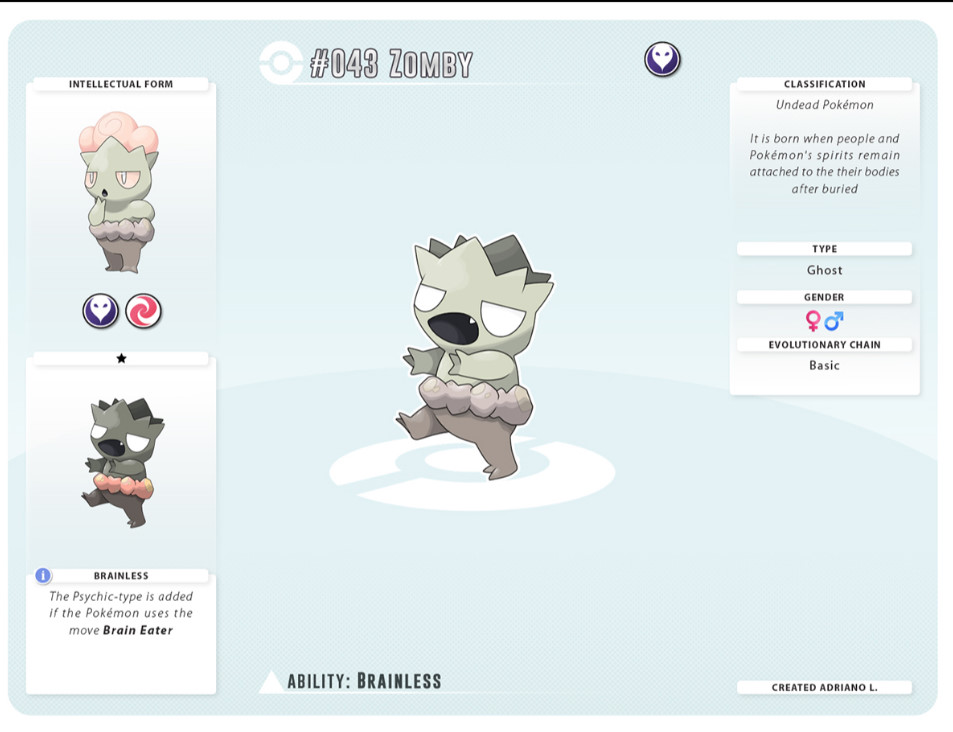 #043 Zomby
INTELLECTUAL FORM
★
i
BRAINLESS
The Psychic-type is added
if the Pokémon uses the
move Brain Eater
ABILITY: BRAINLESS
CLASSIFICATION
Undead Pokémon
It is born when people and
Pokémon's spirits remain
attached to the their bodies
after buried
TYPE
Ghost
GENDER
♀♂
EVOLUTIONARY CHAIN
Basic
CREATED ADRIANO L.